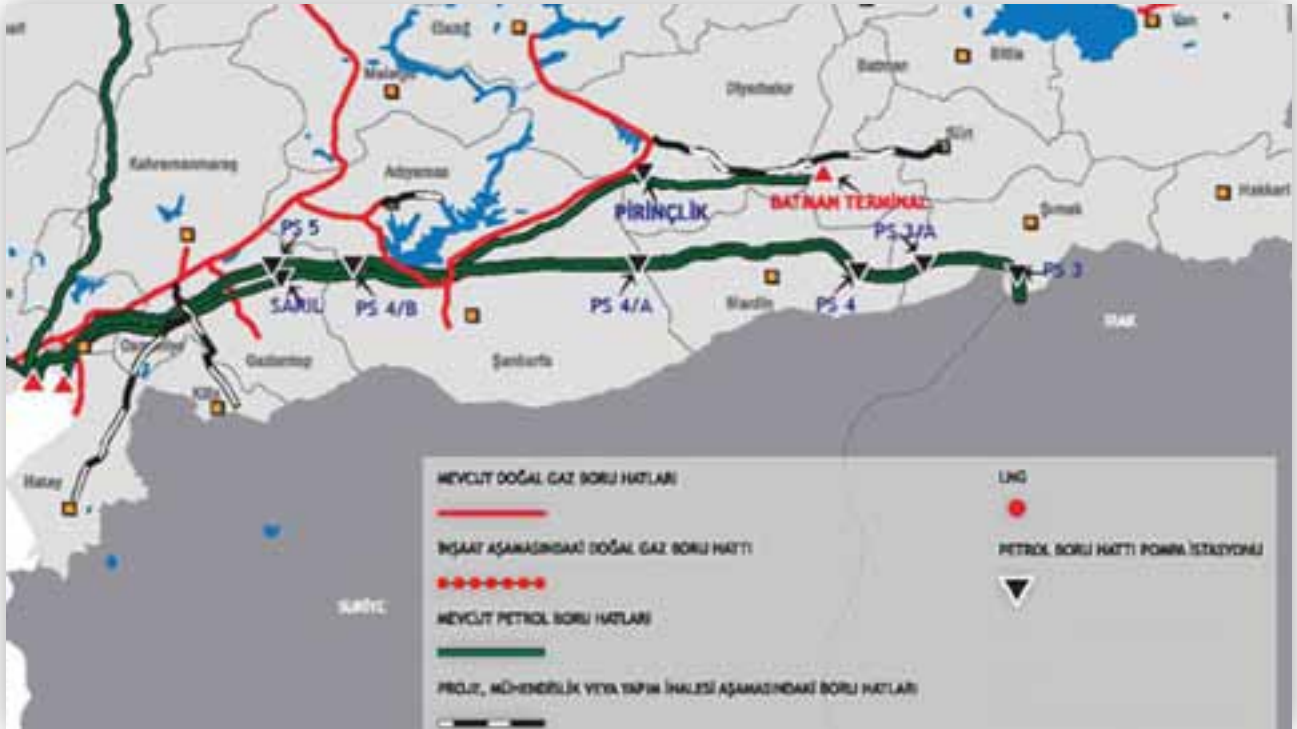 Elazığ
Van
Malatya
Batman
Bitlis
Diyarbakır
Siirt
Kahramanmaraş
Adıyaman
Hakkari
BATMAN TERMINAL
PİRİNÇLİK
Şırnak
PS 5
PS 3/A
PS 3
SARIL
PS 4/B
PS 4/A
Mardin
PS 4
IRAK
Osmaniye
Gaziantep
Şanlıurfa
Kilis
Hatay
SURİYE
MEVCUT DOĞAL GAZ BORU HATLARI
LNG
İNŞAAT AŞAMASINDAKİ DOĞAL GAZ BORU HATTI
PETROL BORU HATTI POMPA İSTASYONU
MEVCUT PETROL BORU HATLARI
PROJE, MÜHENDİSLİK VEYA YAPIM İHALESİ AŞAMASINDAKİ BORU HATLARI